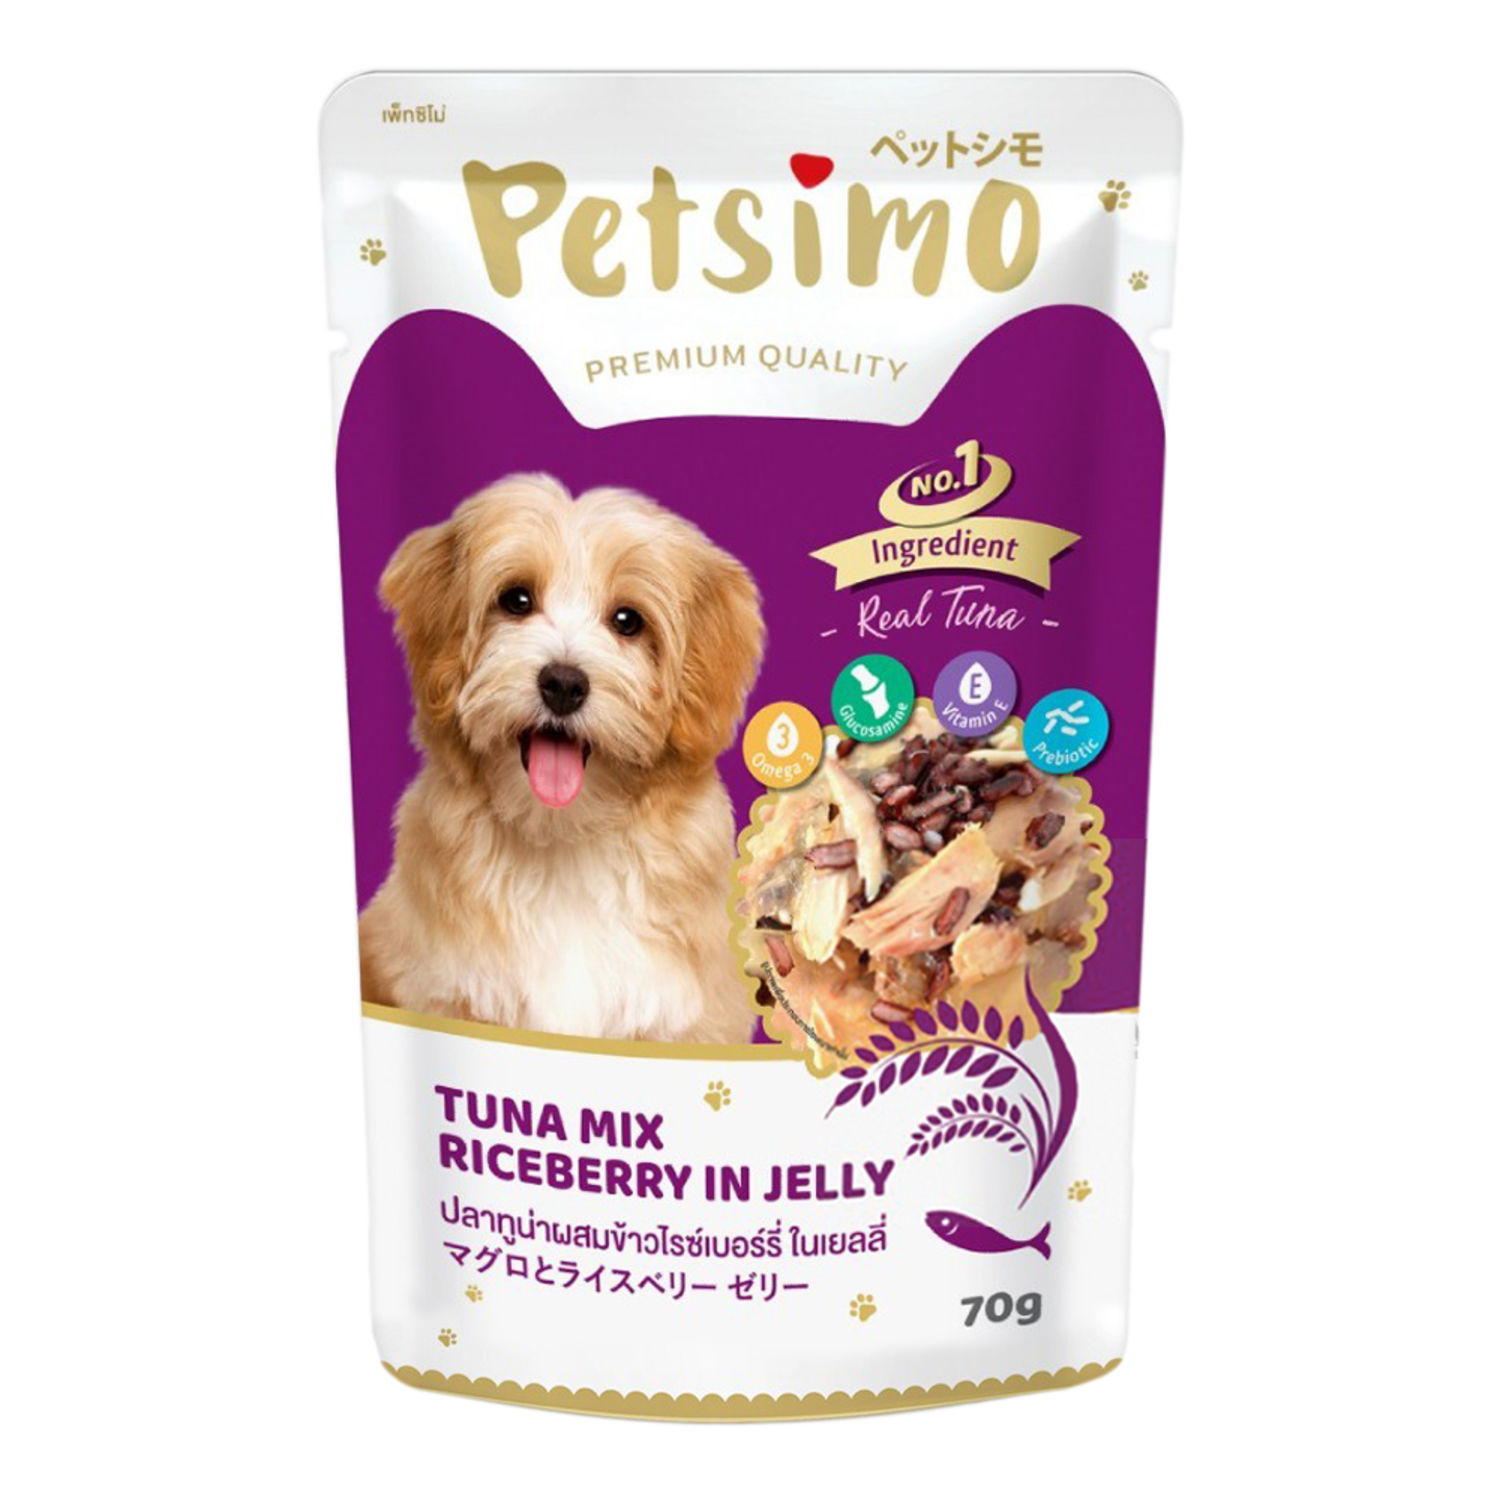 เพ็ทซิโม่
ペットシモ
Petsimo
PREMIUM QUALITY
NO.1
Ingredient
- Real Tuna -
3
Omega 3
Glucosamine
E
Vitamin E
Prebiotic
TUNA MIX
RICEBERRY IN JELLY
ปลาทูน่าผสมข้าวไรซ์เบอร์รี่ ในเยลลี่
マグロとライスベリー ゼリー
70g